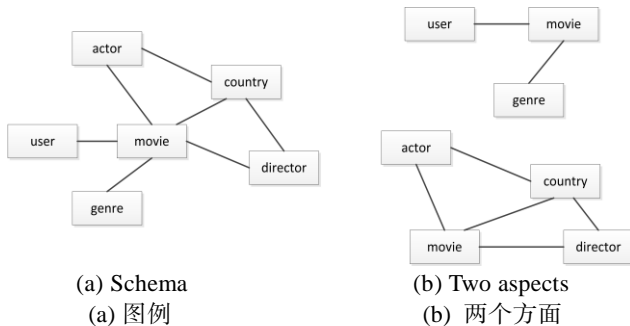 actor
country
user
movie
director
genre
(a) Schema
(a) 图例
user
movie
genre
actor
country
movie
director
(b) Two aspects
(b) 两个方面